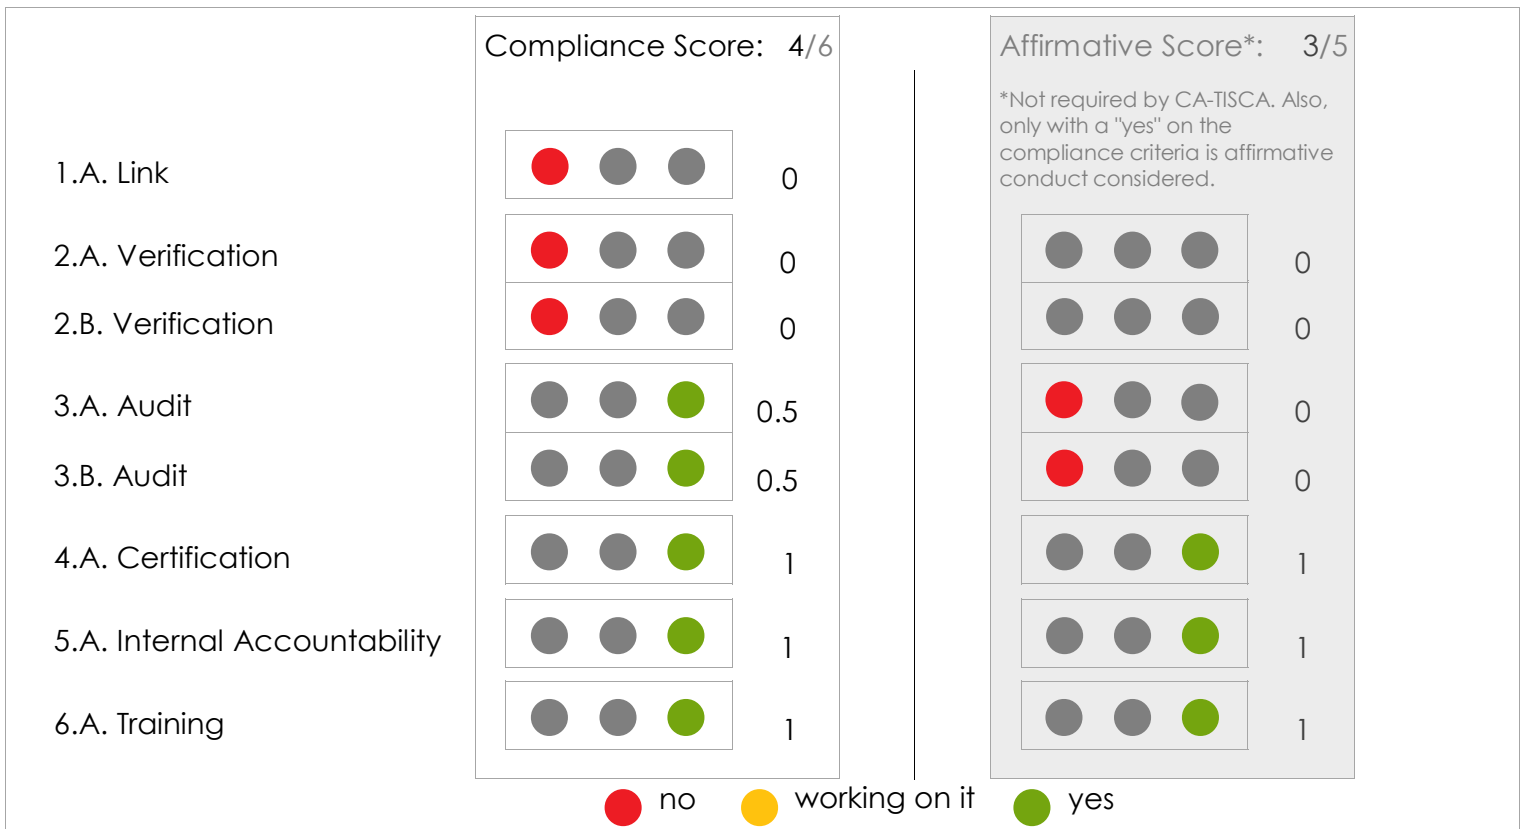 Compliance Score: 4/6
Affirmative Score*: 3/5
*Not required by CA-TISCA. Also,
only with a "yes" on the
compliance criteria is affirmative
conduct considered.
1.A. Link 0
2.A. Verification 0 0
2.B. Verification 0 0
3.A. Audit 0.5 0
3.B. Audit 0.5 0
4.A. Certification 1 1
5.A. Internal Accountability 1 1
6.A. Training 1 1
no working on it yes